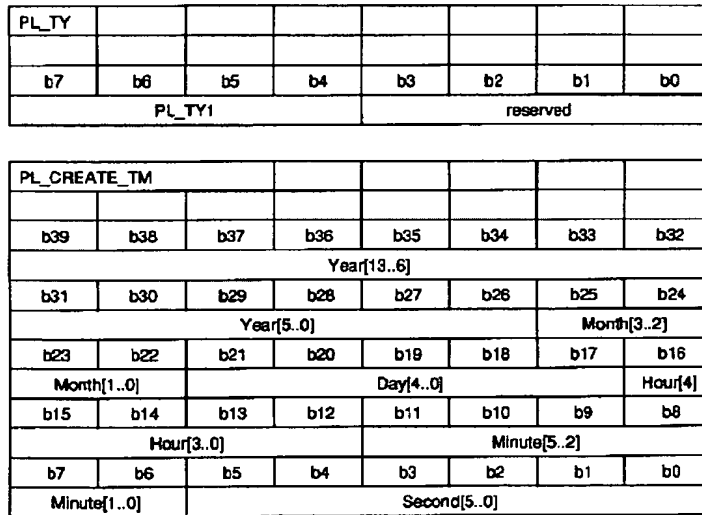 PL_TY
b7 b6 b5 b4 b3 b2 b1 b0
PL_TY1 reserved
PL_CREATE_TM
b39 b38 b37 b36 b35 b34 b33 b32
Year[13..6]
b31 b30 b29 b28 b27 b26 b25 b24
Year[5..0] Month[3..2]
b23 b22 b21 b20 b19 b18 b17 b16
Month[1..0] Day[4..0] Hour[4]
b15 b14 b13 b12 b11 b10 b9 b8
Hour[3..0] Minute[5..2]
b7 b6 b5 b4 b3 b2 b1 b0
Minute[1..0] Second[5..0]